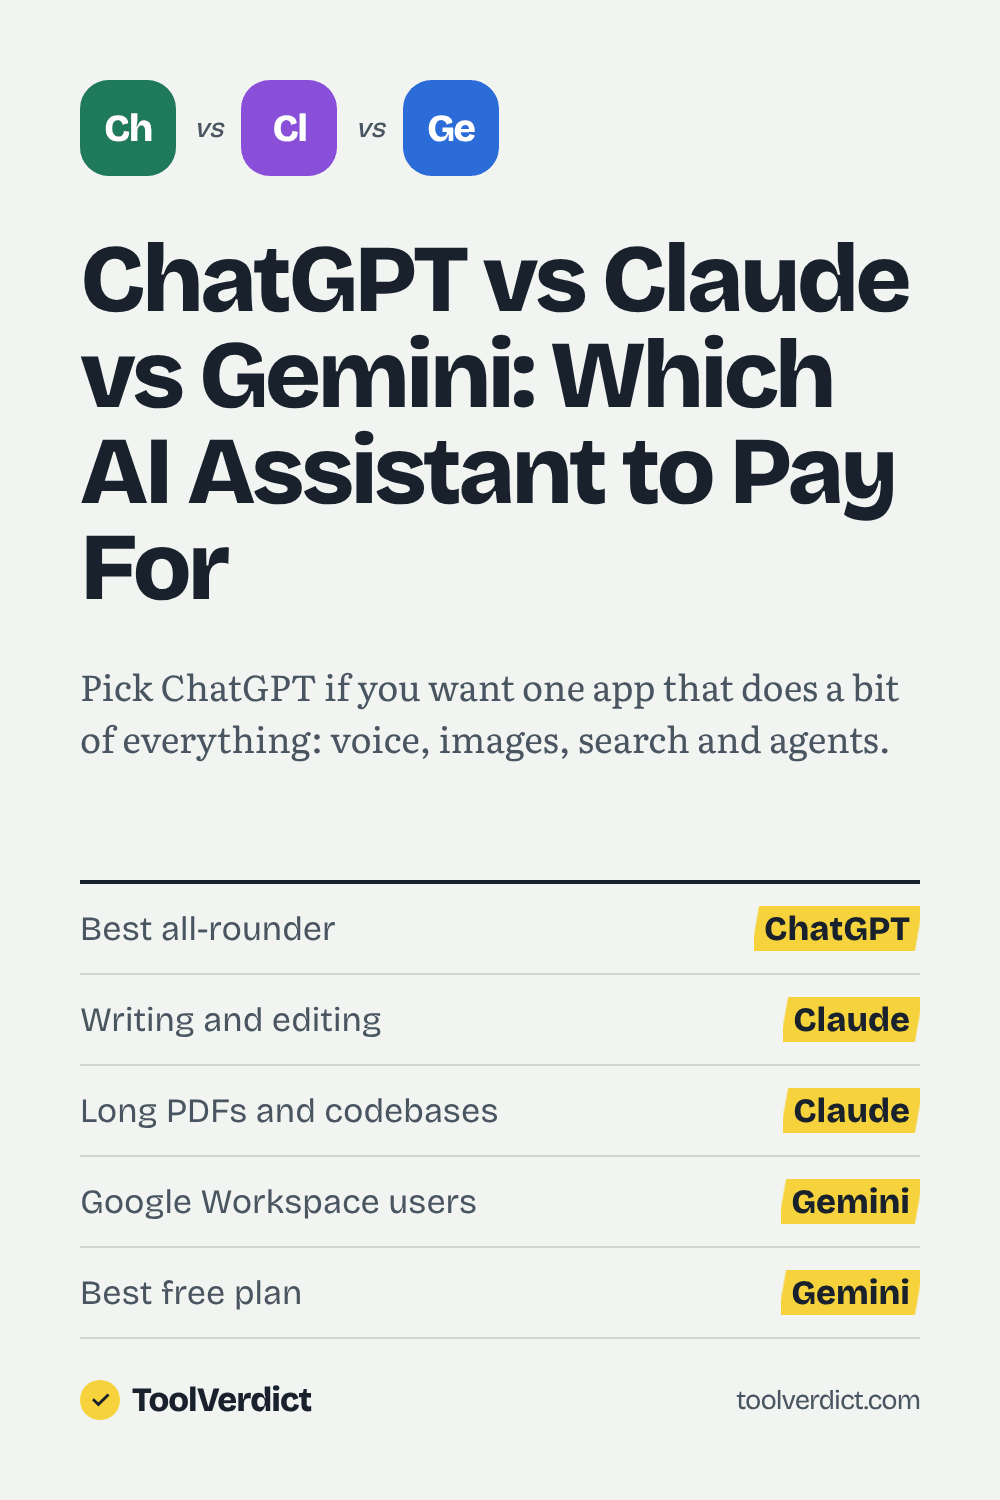 Ch vs Cl vs Ge
ChatGPT vs Claude
vs Gemini: Which
AI Assistant to Pay
For
Pick ChatGPT if you want one app that does a bit
of everything: voice, images, search and agents.
Best all-rounder ChatGPT
Writing and editing Claude
Long PDFs and codebases Claude
Google Workspace users Gemini
Best free plan Gemini
ToolVerdict toolverdict.com